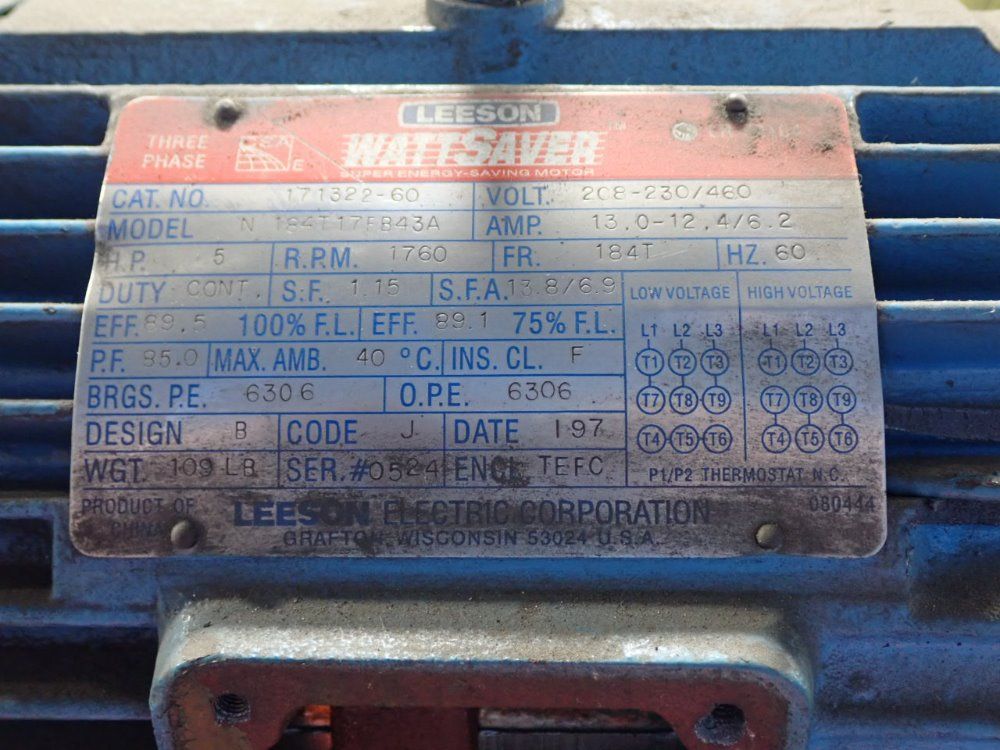 LEESON
THREE PHASE
CSA E
WATTSAVER TM
SUPER ENERGY-SAVING MOTOR
CAT. NO. 171322-60 VOLT. 208-230/460
MODEL N 184T17FB43A AMP. 13.0-12.4/6.2
H.P. 5 R.P.M. 1760 FR. 184T HZ. 60
DUTY CONT. S.F. 1.15 S.F.A. 13.8/6.9
EFF. 89.5 100% F.L. EFF. 89.1 75% F.L.
P.F. 85.0 MAX. AMB. 40 °C. INS. CL. F
BRGS. P.E. 6306 O.P.E. 6306
DESIGN B CODE J DATE I97
WGT. 109 LB SER.#0524 ENCL TEFC
LOW VOLTAGE HIGH VOLTAGE
L1 L2 L3 L1 L2 L3
T1 T2 T3 T1 T2 T3
T7 T8 T9 T7 T8 T9
T4 T5 T6 T4 T5 T6
P1/P2 THERMOSTAT N.C.
PRODUCT OF CHINA
LEESON ELECTRIC CORPORATION
GRAFTON, WISCONSIN 53024 U.S.A.
080444